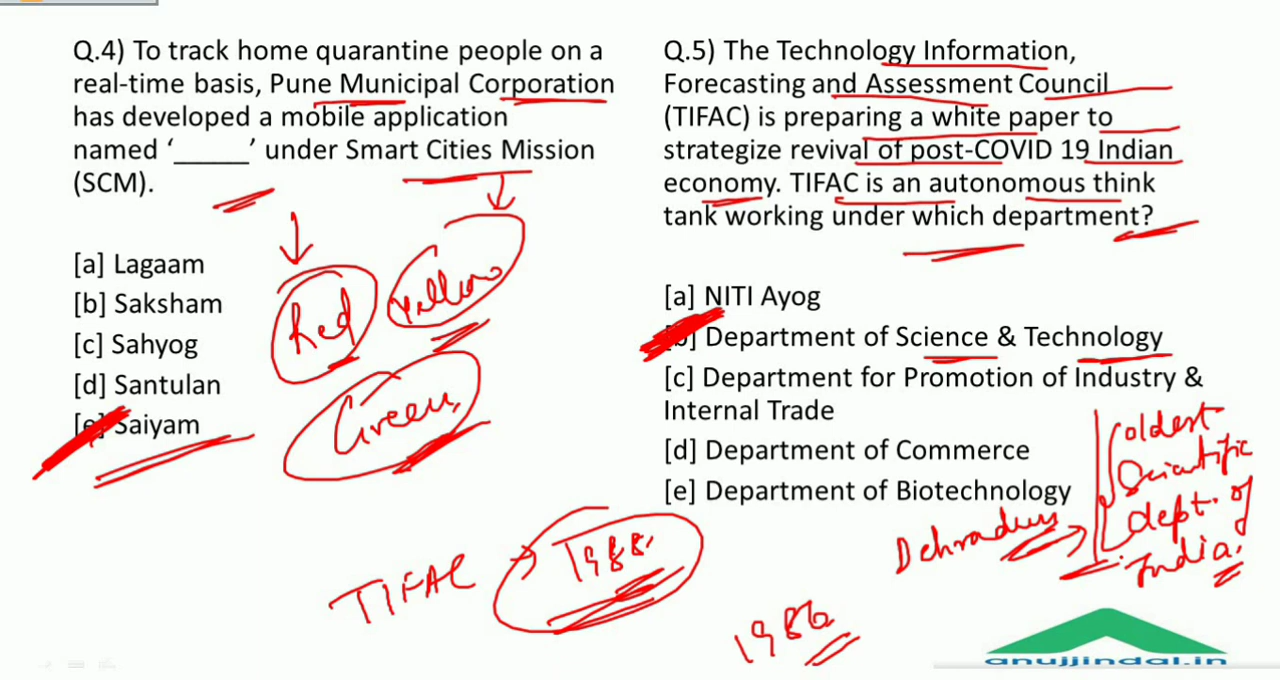 Q.4) To track home quarantine people on a
real-time basis, Pune Municipal Corporation
has developed a mobile application
named ‘_____’ under Smart Cities Mission
(SCM).
[a] Lagaam
[b] Saksham
[c] Sahyog
[d] Santulan
[e] Saiyam
Red
Yellow
Green
TIFAC → 1988
Q.5) The Technology Information,
Forecasting and Assessment Council
(TIFAC) is preparing a white paper to
strategize revival of post-COVID 19 Indian
economy. TIFAC is an autonomous think
tank working under which department?
[a] NITI Ayog
[b] Department of Science & Technology
[c] Department for Promotion of Industry &
Internal Trade
[d] Department of Commerce
[e] Department of Biotechnology
oldest
Scientific
dept. of
India.
Dehradun
1986
anujjindal.in